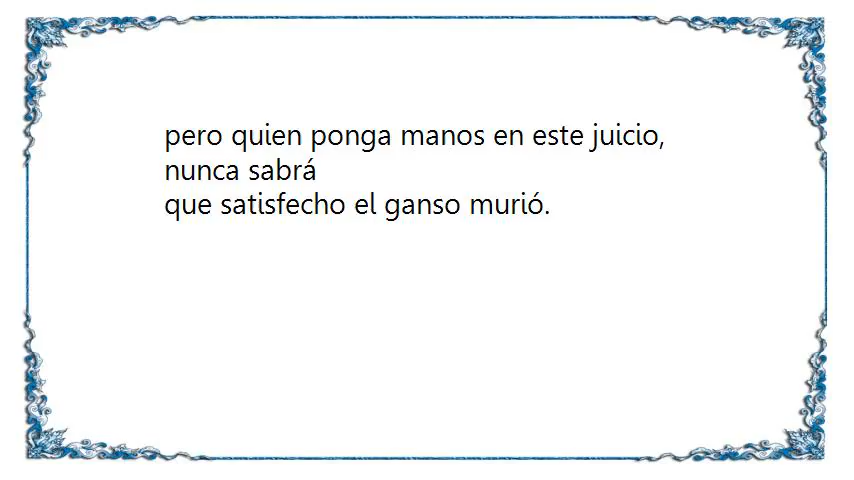 pero quien ponga manos en este juicio,
nunca sabrá
que satisfecho el ganso murió.